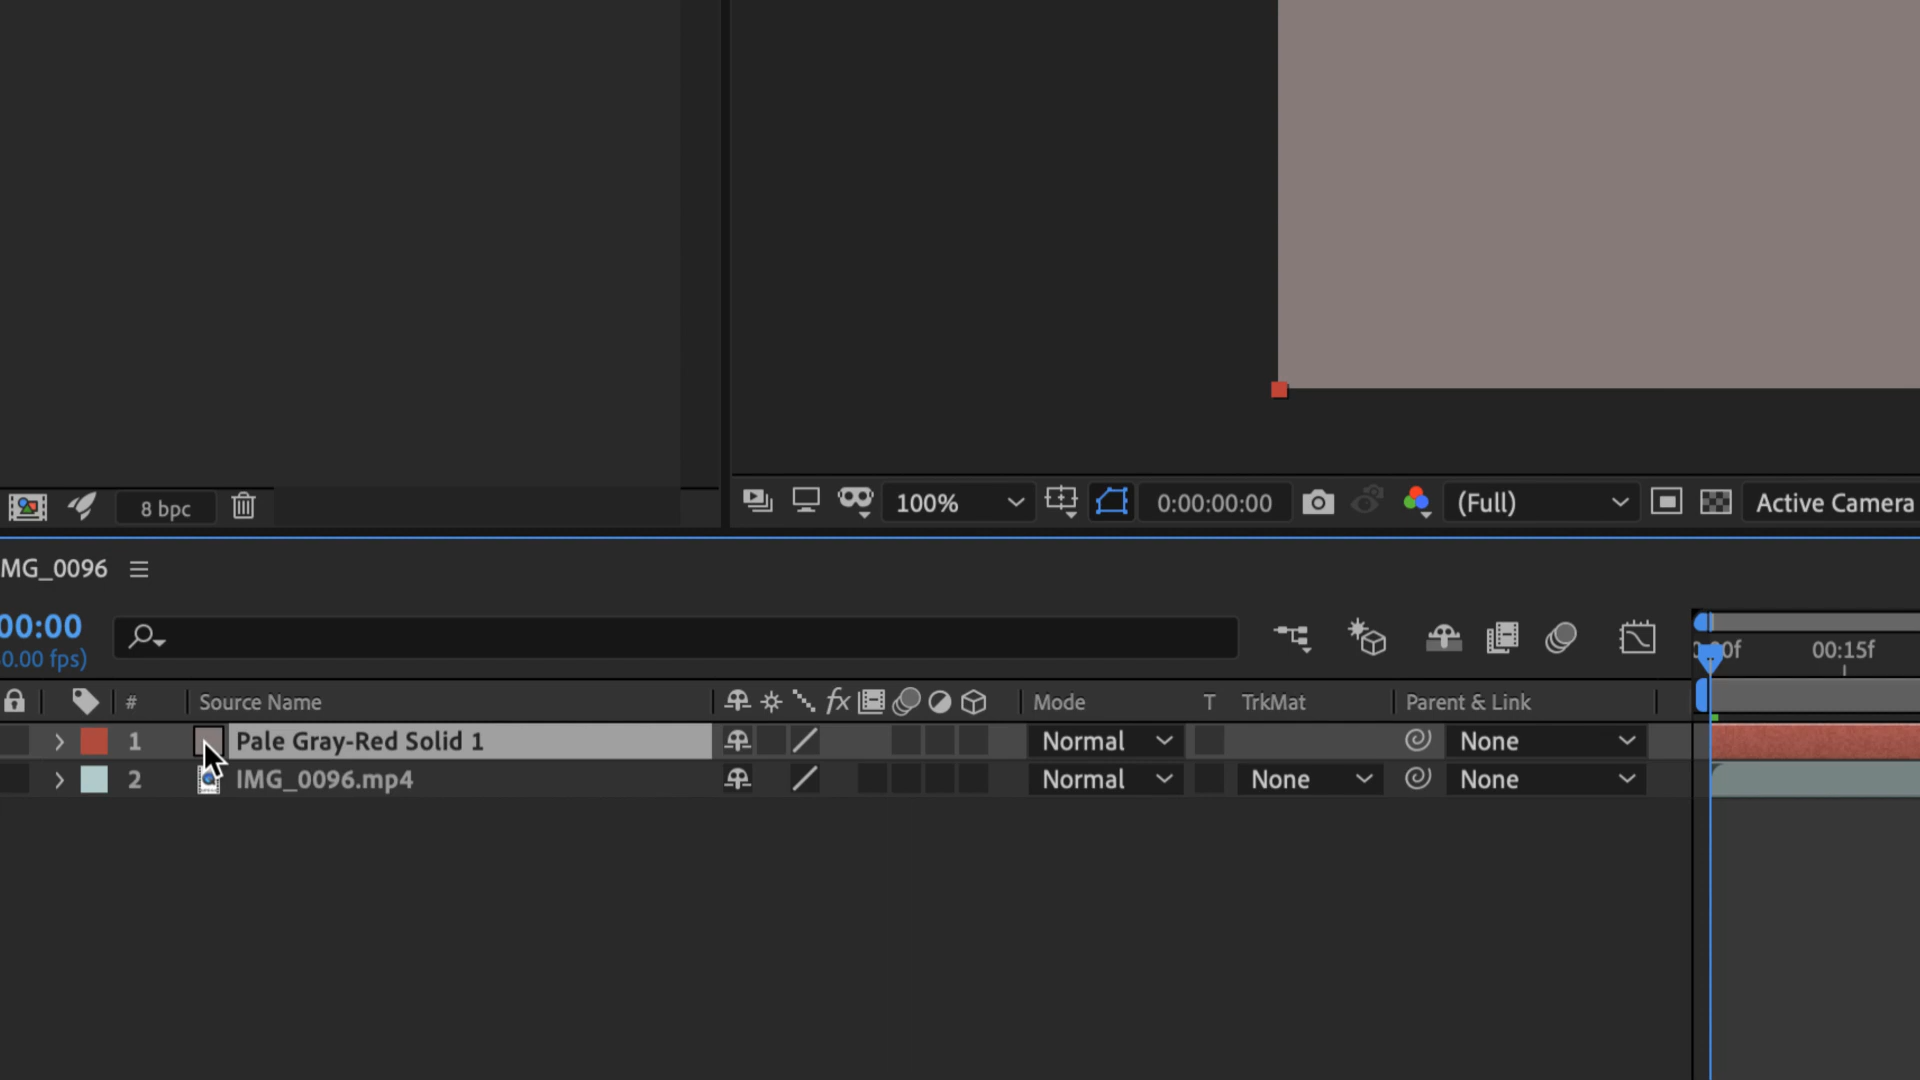 8 bpc
100%
0:00:00:00
(Full)
Active Camera
MG_0096
00:00
0.00 fps)
# Source Name fx Mode T TrkMat Parent & Link
00:15f
1 Pale Gray-Red Solid 1 Normal None
2 IMG_0096.mp4 Normal None None